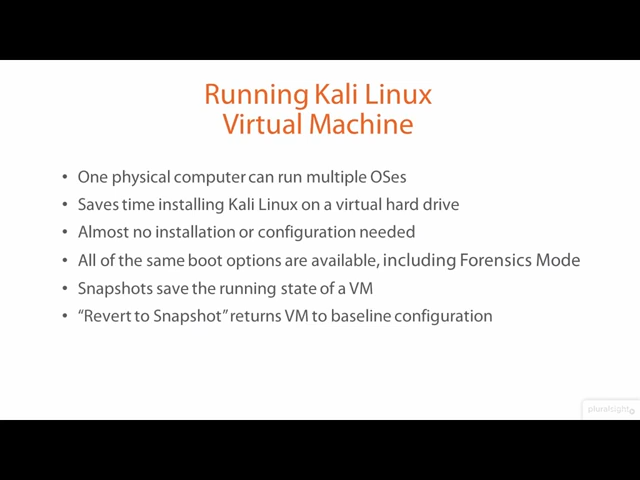 Running Kali Linux
Virtual Machine
• One physical computer can run multiple OSes
• Saves time installing Kali Linux on a virtual hard drive
• Almost no installation or configuration needed
• All of the same boot options are available, including Forensics Mode
• Snapshots save the running state of a VM
• “Revert to Snapshot” returns VM to baseline configuration
pluralsight